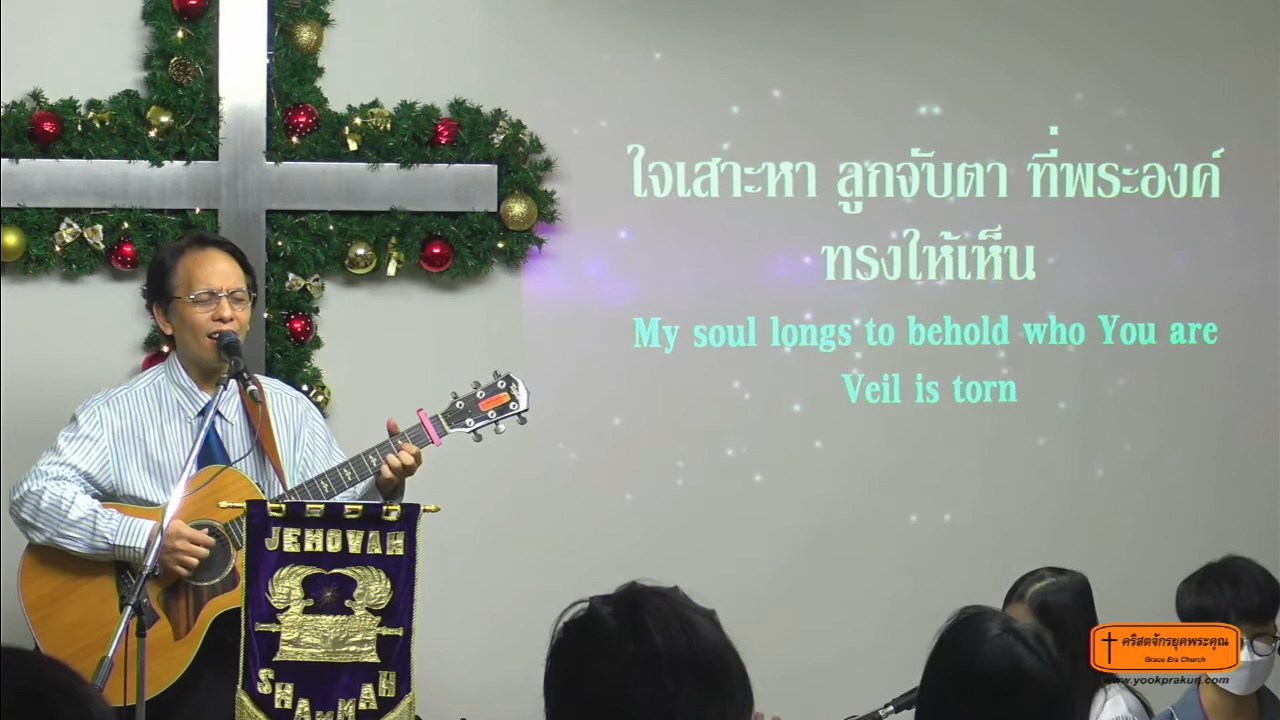 ใจเสาะหา ลูกจับตา ที่พระองค์
ทรงให้เห็น
My soul longs to behold who You are
Veil is torn
JEHOVAH
SHAMMAH
คริสตจักรยุคพระคุณ
Grace Era Church
www.yookprakun.com